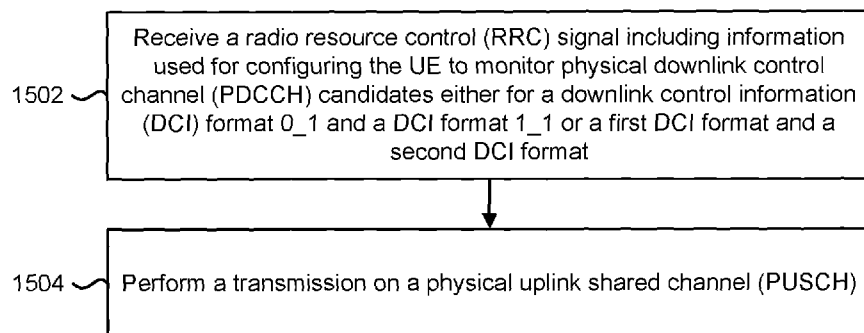 Receive a radio resource control (RRC) signal including information
used for configuring the UE to monitor physical downlink control
1502
channel (PDCCH) candidates either for a downlink control information
(DCI) format 0_1 and a DCI format 1_1 or a first DCI format and a
second DCI format
1504
Perform a transmission on a physical uplink shared channel (PUSCH)